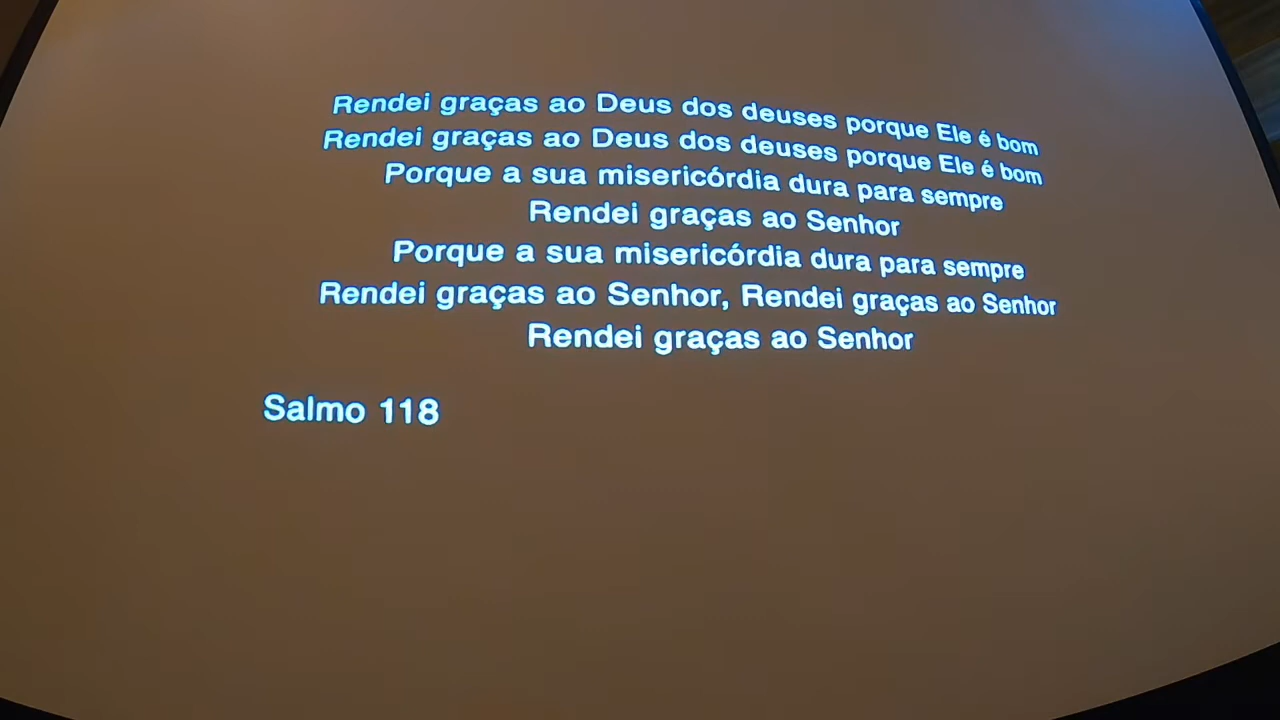 Rendei graças ao Deus dos deuses porque Ele é bom
Rendei graças ao Deus dos deuses porque Ele é bom
Porque a sua misericórdia dura para sempre
Rendei graças ao Senhor
Porque a sua misericórdia dura para sempre
Rendei graças ao Senhor, Rendei graças ao Senhor
Rendei graças ao Senhor
Salmo 118